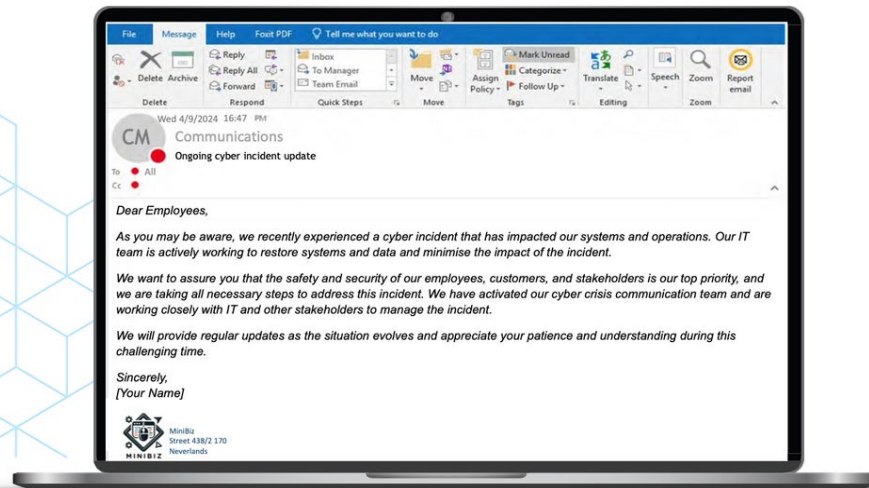 File Message Help Foxit PDF Tell me what you want to do
Delete Archive
Reply
Reply All
Forward
Inbox
To Manager
Team Email
Move
Assign Policy
Mark Unread
Categorize
Follow Up
Translate
Speech
Zoom
Report email
Delete Respond Quick Steps Move Tags Editing Zoom
Wed 4/9/2024 16:47 PM
CM
Communications
Ongoing cyber incident update
To All
Cc
Dear Employees,
As you may be aware, we recently experienced a cyber incident that has impacted our systems and operations. Our IT
team is actively working to restore systems and data and minimise the impact of the incident.
We want to assure you that the safety and security of our employees, customers, and stakeholders is our top priority, and
we are taking all necessary steps to address this incident. We have activated our cyber crisis communication team and are
working closely with IT and other stakeholders to manage the incident.
We will provide regular updates as the situation evolves and appreciate your patience and understanding during this
challenging time.
Sincerely,
[Your Name]
MINIBIZ
MiniBiz
Street 438/2 170
Neverlands